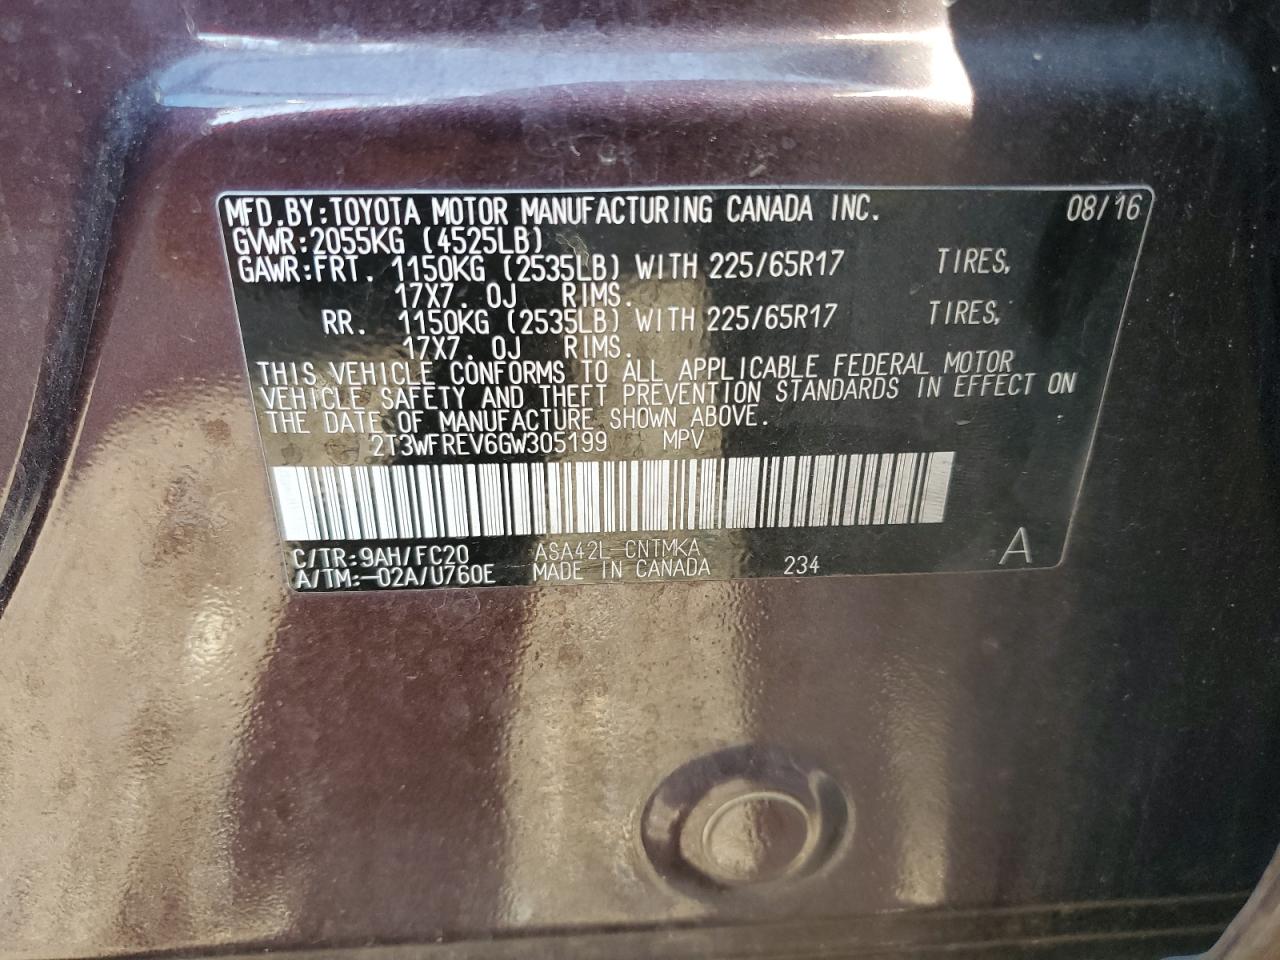 MFD.BY:TOYOTA MOTOR MANUFACTURING CANADA INC. 08/16
GVWR:2055KG (4525LB)
GAWR:FRT. 1150KG (2535LB) WITH 225/65R17 TIRES,
17X7.0J RIMS.
RR. 1150KG (2535LB) WITH 225/65R17 TIRES,
17X7.0J RIMS.
THIS VEHICLE CONFORMS TO ALL APPLICABLE FEDERAL MOTOR
VEHICLE SAFETY AND THEFT PREVENTION STANDARDS IN EFFECT ON
THE DATE OF MANUFACTURE SHOWN ABOVE.
2T3WFREV6GW305199 MPV
C/TR:9AH/FC20 ASA42L-CNTMKA
A/TM:-02A/U760E MADE IN CANADA 234 A